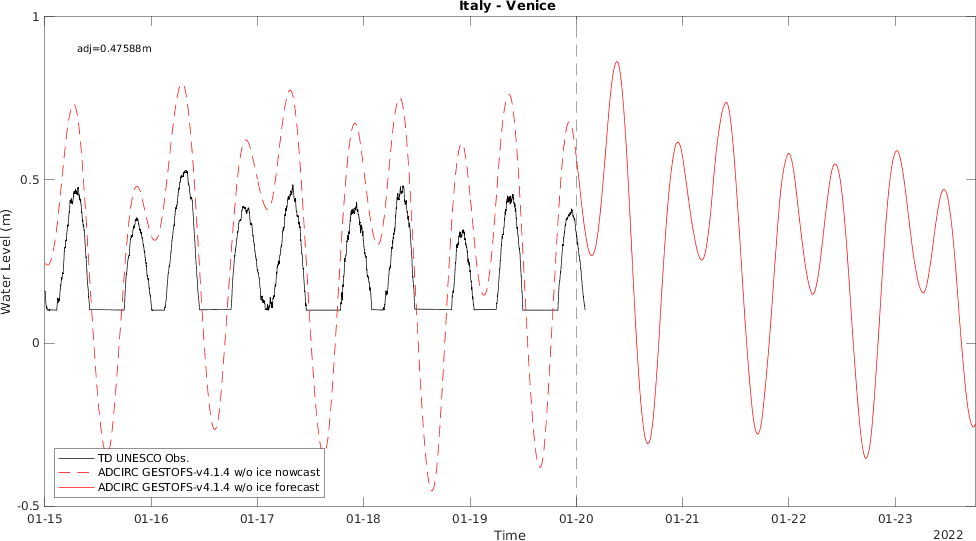 Italy - Venice
1
adj=0.47588m
0.5
Water Level (m)
0
TD UNESCO Obs.
ADCIRC GESTOFS-v4.1.4 w/o ice nowcast
ADCIRC GESTOFS-v4.1.4 w/o ice forecast
-0.5
01-15 01-16 01-17 01-18 01-19 01-20 01-21 01-22 01-23
Time
2022